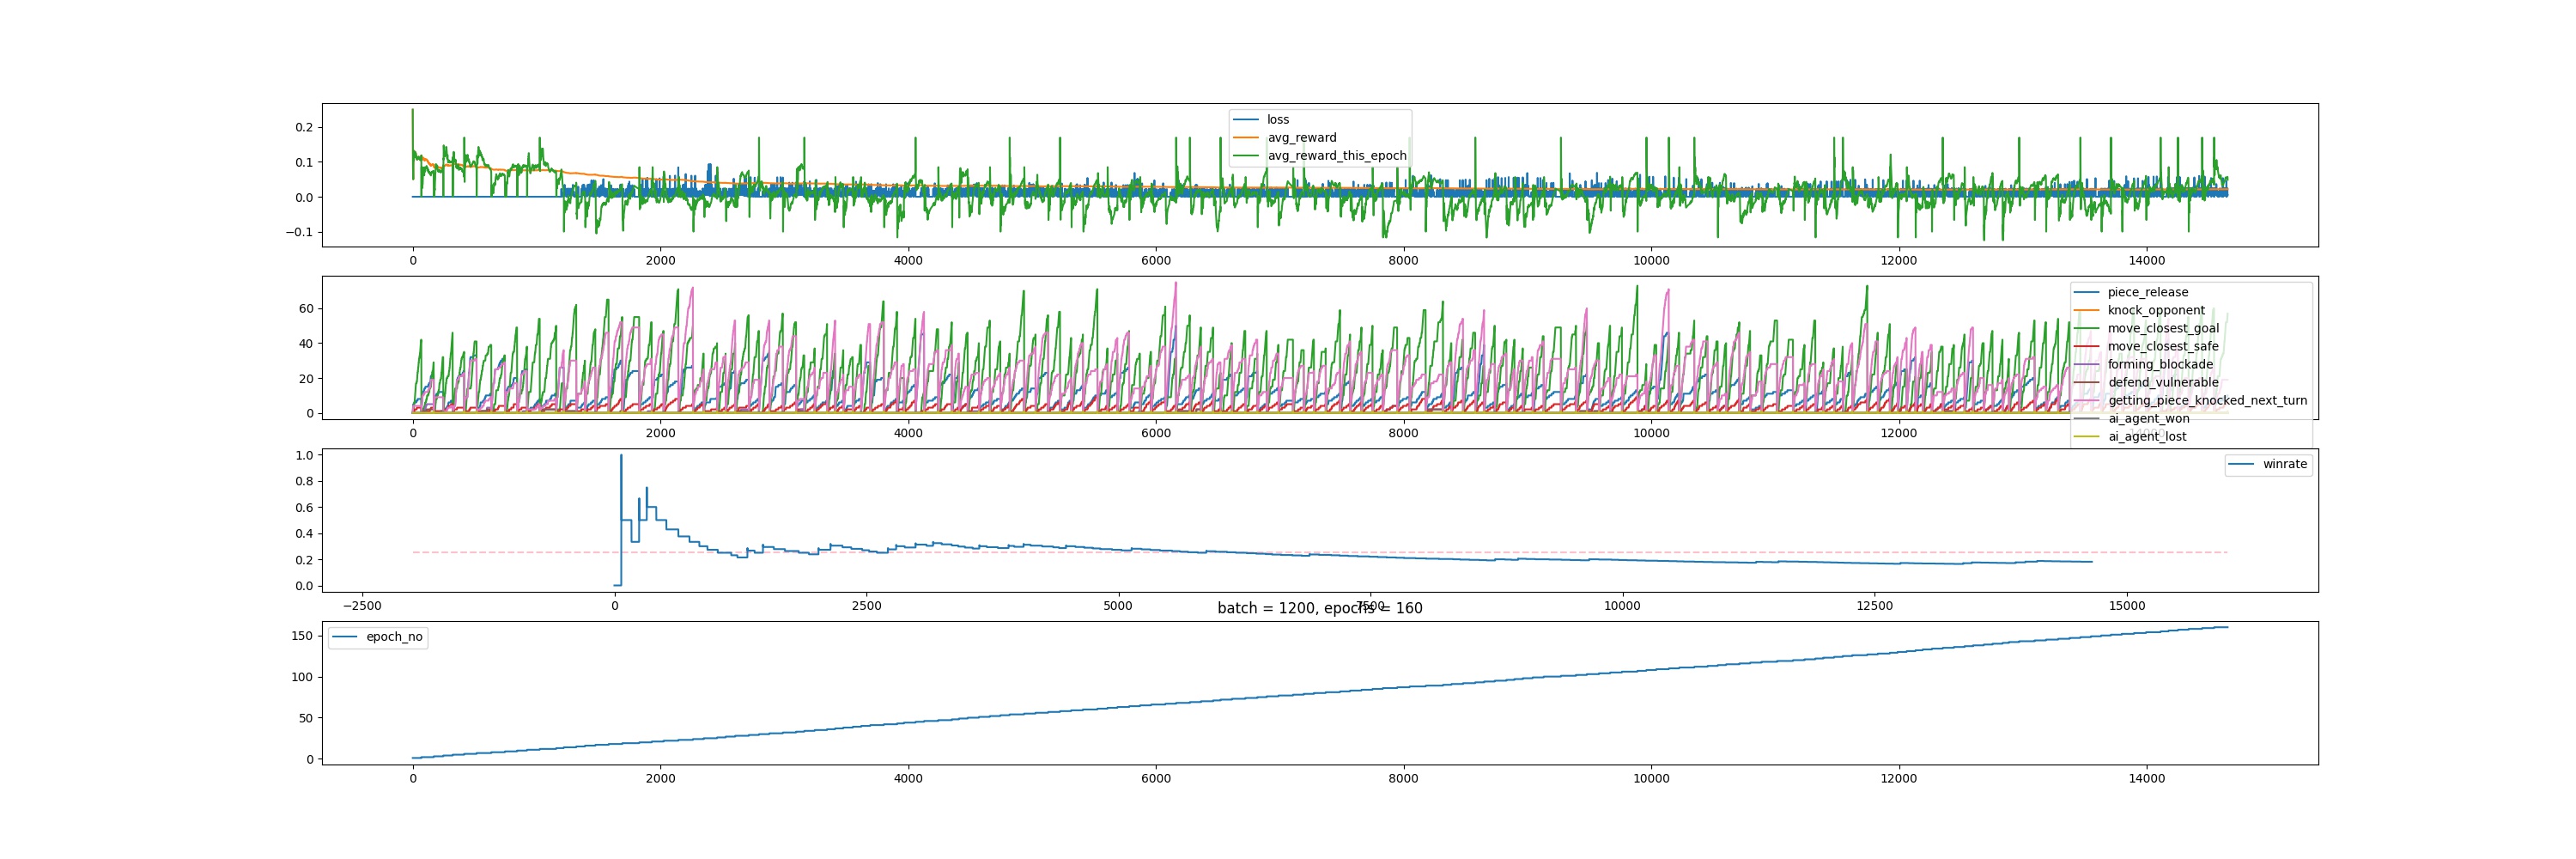 0.2
0.1
0.0
−0.1
loss
avg_reward
avg_reward_this_epoch
0 2000 4000 6000 8000 10000 12000 14000
60
40
20
0
piece_release
knock_opponent
move_closest_goal
move_closest_safe
forming_blockade
defend_vulnerable
getting_piece_knocked_next_turn
ai_agent_won
ai_agent_lost
0 2000 4000 6000 8000 10000 12000 14000
1.0
0.8
0.6
0.4
0.2
0.0
winrate
−2500 0 2500 5000 7500 10000 12500 15000
batch = 1200, epochs = 160
150
100
50
0
epoch_no
0 2000 4000 6000 8000 10000 12000 14000